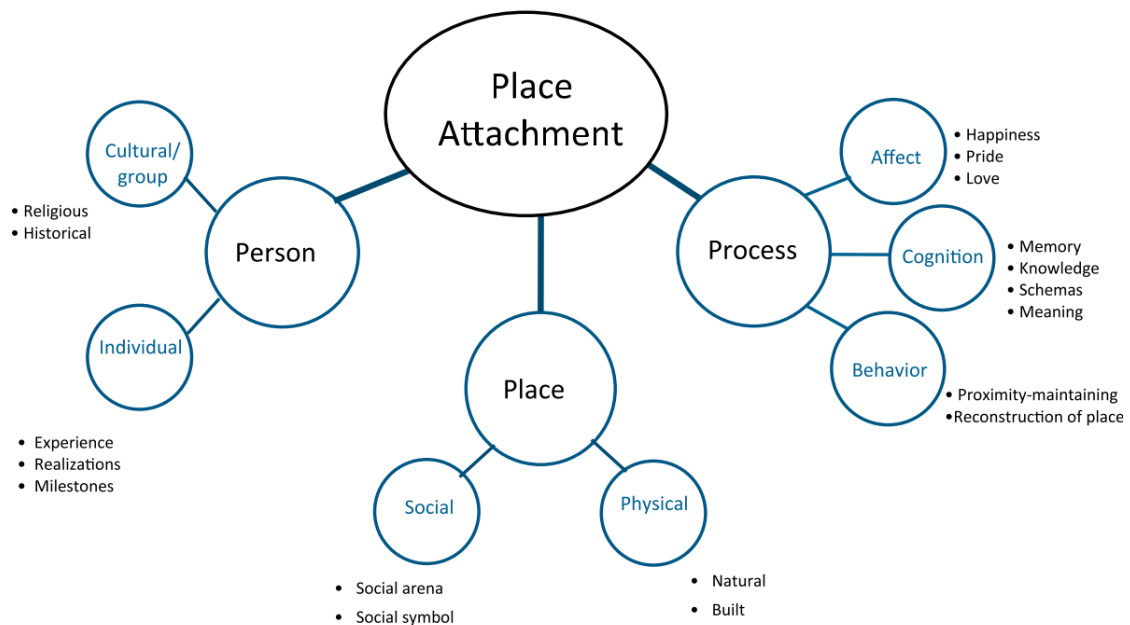 Place
Attachment
Cultural/
group
• Religious
• Historical
Person
Individual
• Experience
• Realizations
• Milestones
Place
Social
• Social arena
• Social symbol
Physical
• Natural
• Built
Process
Affect
• Happiness
• Pride
• Love
Cognition
• Memory
• Knowledge
• Schemas
• Meaning
Behavior
• Proximity-maintaining
•Reconstruction of place